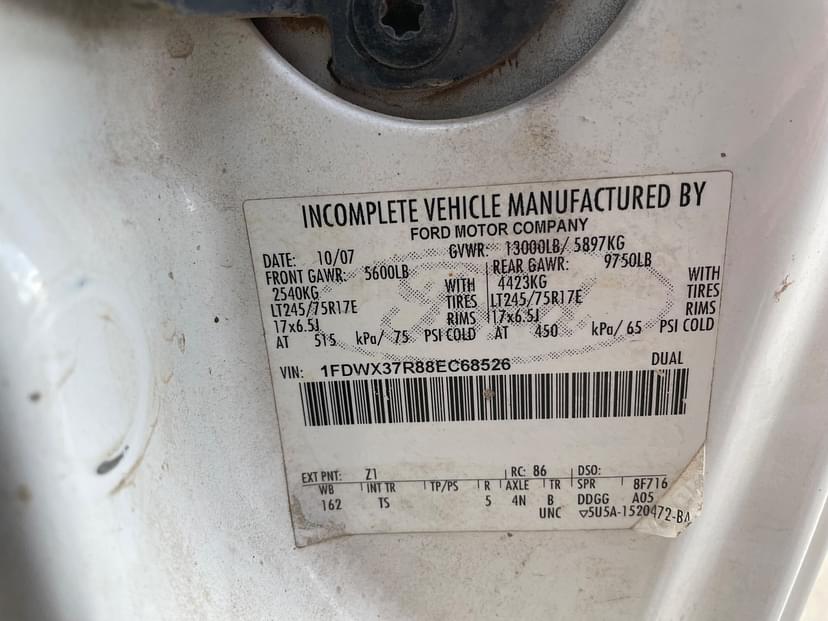 INCOMPLETE VEHICLE MANUFACTURED BY
FORD MOTOR COMPANY
DATE: 10/07 GVWR: 13000LB/ 5897KG
FRONT GAWR: 5600LB REAR GAWR: 9750LB
2540KG WITH 4423KG WITH
LT245/75R17E TIRES LT245/75R17E TIRES
17x6.5J RIMS 17x6.5J RIMS
AT 515 kPa/ 75 PSI COLD AT 450 kPa/ 65 PSI COLD
VIN: 1FDWX37R88EC68526 DUAL
EXT PNT: Z1 RC: 86 DSO:
WB INT TR TP/PS R AXLE TR SPR 8F716
162 TS 5 4N B DDGG A05
UNC ▽5U5A-1520472-BA